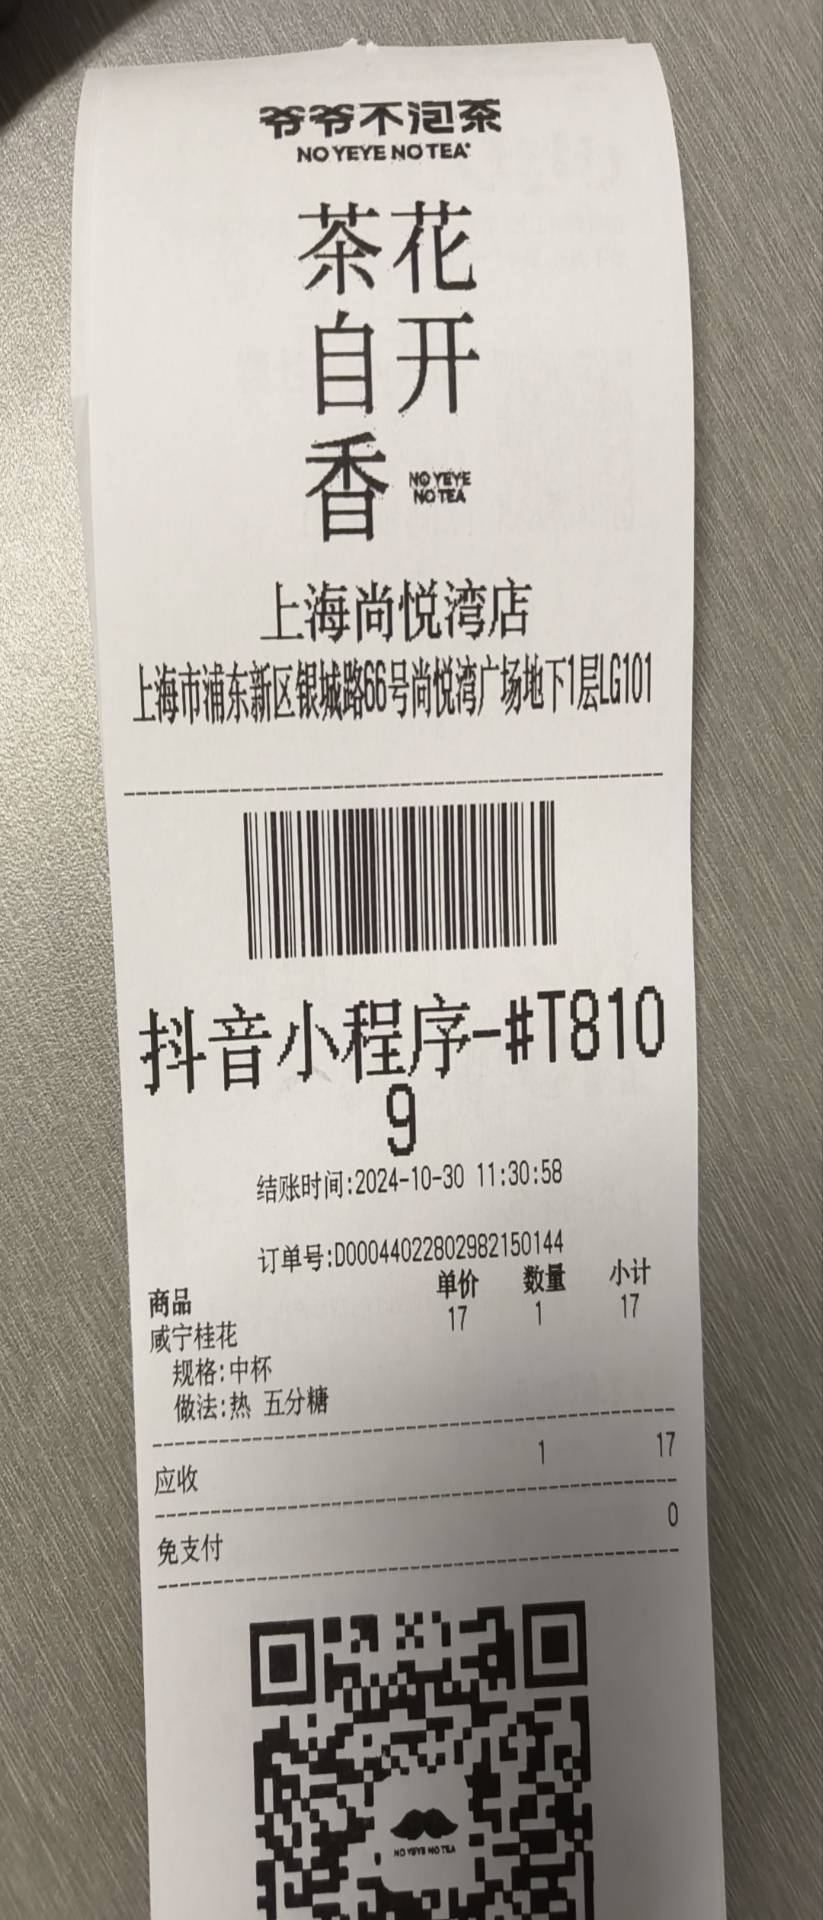 爷爷不泡茶
NO YEYE NO TEA
茶花
自开
香 NO YEYE
NO TEA
上海尚悦湾店
上海市浦东新区银城路66号尚悦湾广场地下1层LG101
抖音小程序-#T810
9
结账时间:2024-10-30 11:30:58
订单号:D00044022802982150144
商品 单价 数量 小计
咸宁桂花 17 1 17
规格:中杯
做法:热 五分糖
应收 1 17
免支付 0
NO YEYE NO TEA